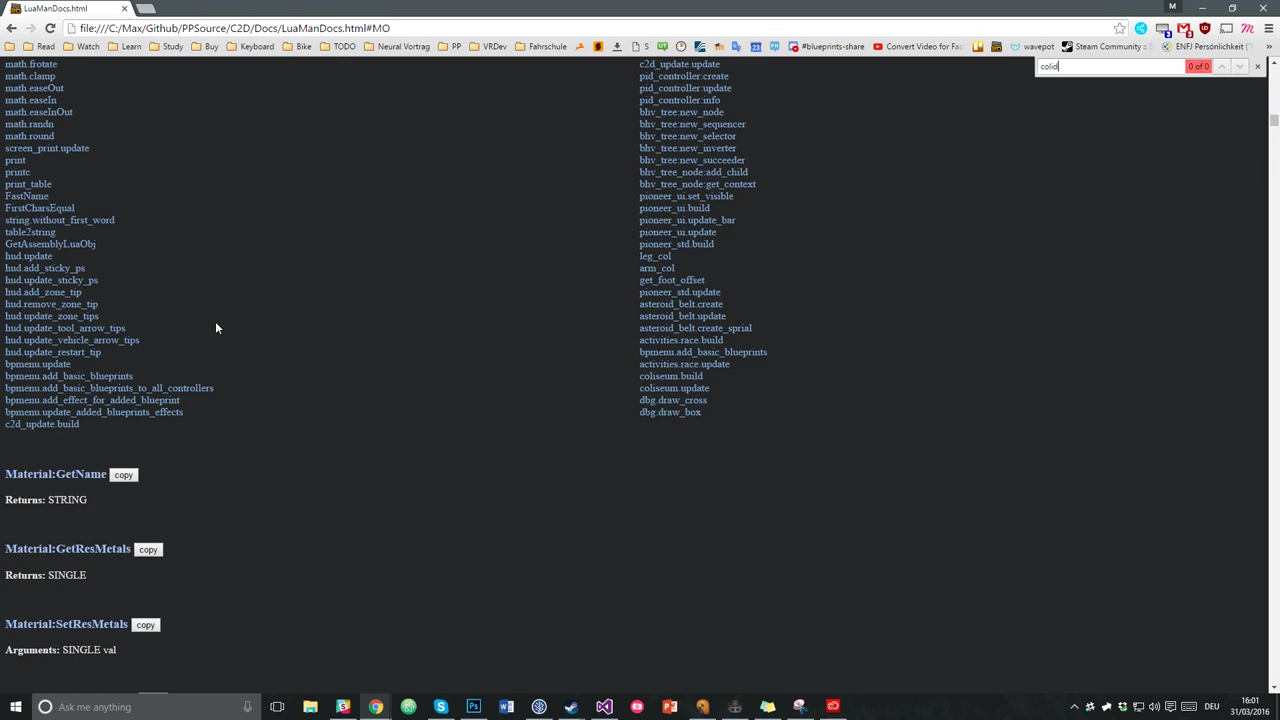 LuaManDocs.html
M
file:///C:/Max/Github/PPSource/C2D/Docs/LuaManDocs.html#MO
Read Watch Learn Study Buy Keyboard Bike TODO Neural Vortrag PP VRDev Fahrschule S #blueprints-share Convert Video for Fa wavepot Steam Community :: S ENFJ Persönlichkeit (" »
colid
0 of 0
math.frotate
math.clamp
math.easeOut
math.easeIn
math.easeInOut
math.randn
math.round
screen_print.update
print
printc
print_table
FastName
FirstCharsEqual
string.without_first_word
table2string
GetAssemblyLuaObj
hud.update
hud.add_sticky_ps
hud.update_sticky_ps
hud.add_zone_tip
hud.remove_zone_tip
hud.update_zone_tips
hud.update_tool_arrow_tips
hud.update_vehicle_arrow_tips
hud.update_restart_tip
bpmenu.update
bpmenu.add_basic_blueprints
bpmenu.add_basic_blueprints_to_all_controllers
bpmenu.add_effect_for_added_blueprint
bpmenu.update_added_blueprints_effects
c2d_update.build
c2d_update.update
pid_controller:create
pid_controller:update
pid_controller:info
bhv_tree:new_node
bhv_tree:new_sequencer
bhv_tree:new_selector
bhv_tree:new_inverter
bhv_tree:new_succeeder
bhv_tree_node:add_child
bhv_tree_node:get_context
pioneer_ui.set_visible
pioneer_ui.build
pioneer_ui.update_bar
pioneer_ui.update
pioneer_std.build
leg_col
arm_col
get_foot_offset
pioneer_std.update
asteroid_belt.create
asteroid_belt.update
asteroid_belt.create_sprial
activities.race.build
bpmenu.add_basic_blueprints
activities.race.update
coliseum.build
coliseum.update
dbg.draw_cross
dbg.draw_box
Material:GetName copy
Returns: STRING
Material:GetResMetals copy
Returns: SINGLE
Material:SetResMetals copy
Arguments: SINGLE val
Ask me anything
DEU
16:01
31/03/2016